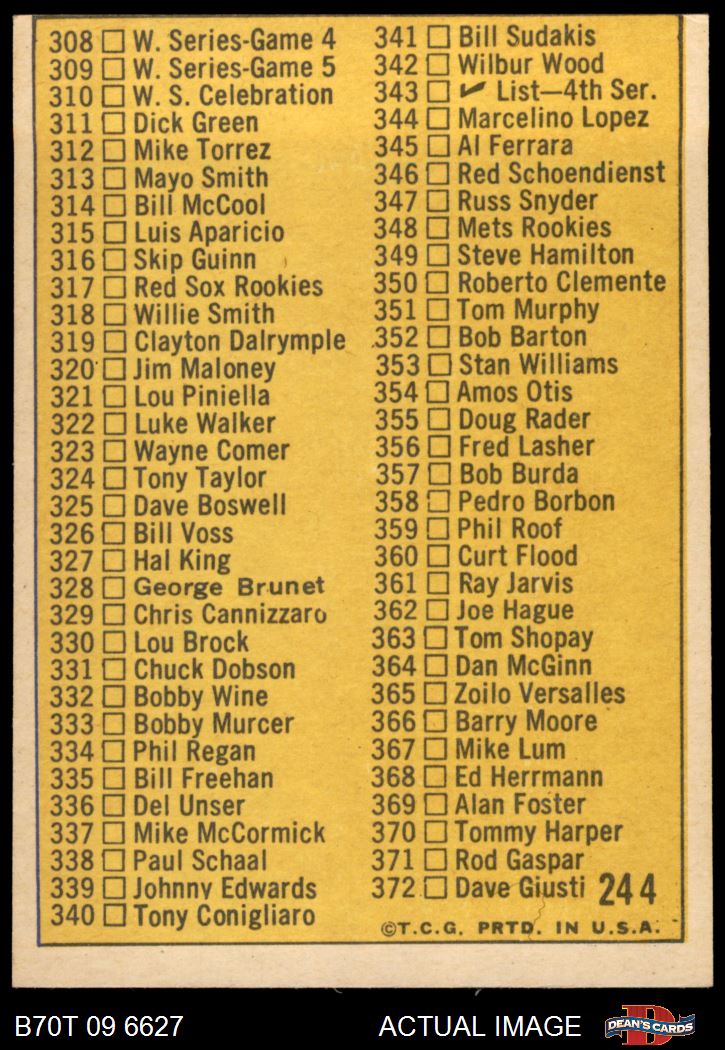 308 W. Series-Game 4
309 W. Series-Game 5
310 W. S. Celebration
311 Dick Green
312 Mike Torrez
313 Mayo Smith
314 Bill McCool
315 Luis Aparicio
316 Skip Guinn
317 Red Sox Rookies
318 Willie Smith
319 Clayton Dalrymple
320 Jim Maloney
321 Lou Piniella
322 Luke Walker
323 Wayne Comer
324 Tony Taylor
325 Dave Boswell
326 Bill Voss
327 Hal King
328 George Brunet
329 Chris Cannizzaro
330 Lou Brock
331 Chuck Dobson
332 Bobby Wine
333 Bobby Murcer
334 Phil Regan
335 Bill Freehan
336 Del Unser
337 Mike McCormick
338 Paul Schaal
339 Johnny Edwards
340 Tony Conigliaro
341 Bill Sudakis
342 Wilbur Wood
343 ✔ List—4th Ser.
344 Marcelino Lopez
345 Al Ferrara
346 Red Schoendienst
347 Russ Snyder
348 Mets Rookies
349 Steve Hamilton
350 Roberto Clemente
351 Tom Murphy
352 Bob Barton
353 Stan Williams
354 Amos Otis
355 Doug Rader
356 Fred Lasher
357 Bob Burda
358 Pedro Borbon
359 Phil Roof
360 Curt Flood
361 Ray Jarvis
362 Joe Hague
363 Tom Shopay
364 Dan McGinn
365 Zoilo Versalles
366 Barry Moore
367 Mike Lum
368 Ed Herrmann
369 Alan Foster
370 Tommy Harper
371 Rod Gaspar
372 Dave Giusti 244
©T.C.G. PRTD. IN U.S.A.
B70T 09 6627 ACTUAL IMAGE
DEAN'S CARDS